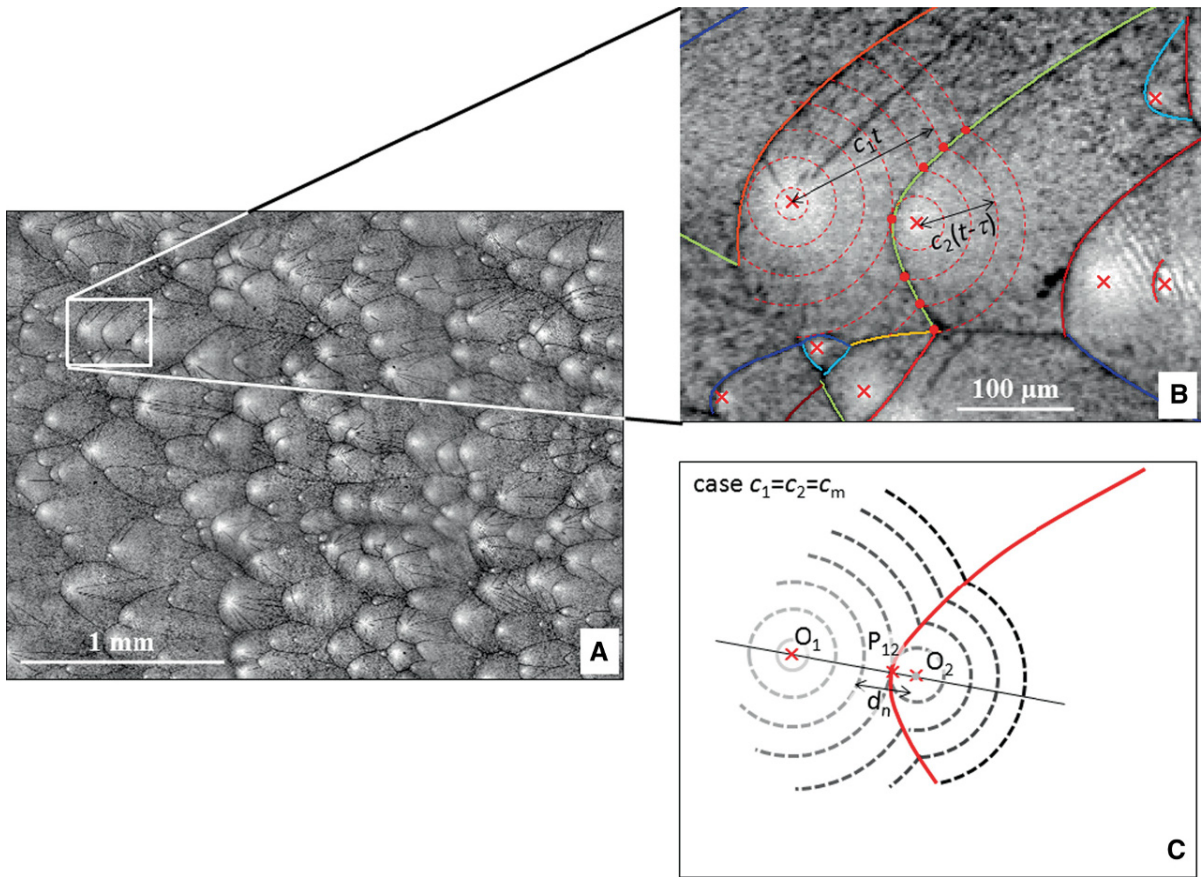 c₁t
c₂(t-τ)
100 µm
B
1 mm
A
case c₁=c₂=cₘ
O₁
P₁₂
O₂
dₙ
C